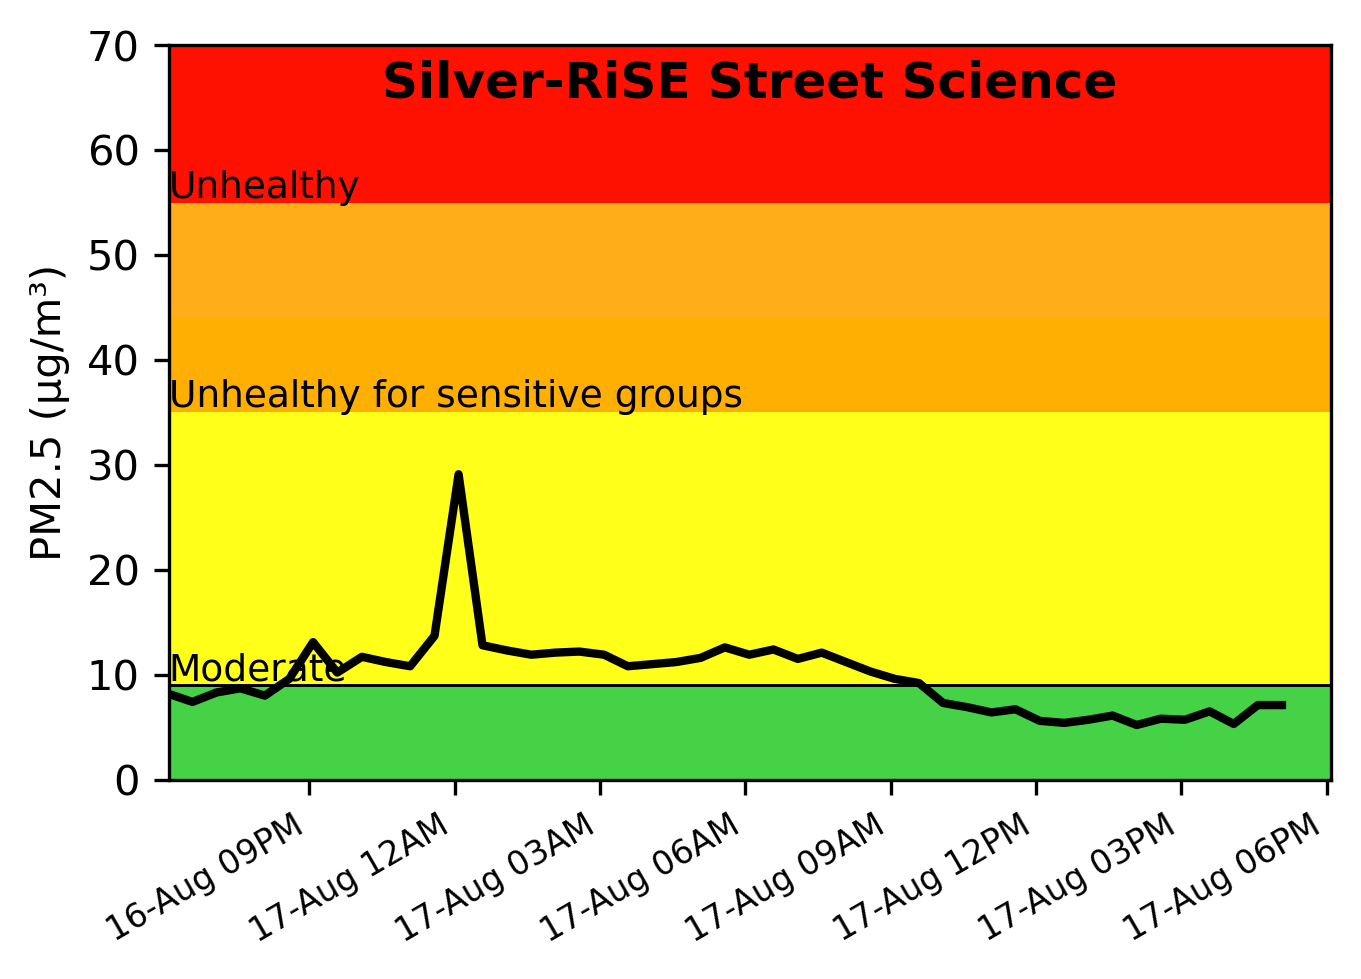 Silver-RiSE Street Science
70
60
50
40
30
20
10
0
PM2.5 (µg/m³)
Unhealthy
Unhealthy for sensitive groups
Moderate
16-Aug 09PM
17-Aug 12AM
17-Aug 03AM
17-Aug 06AM
17-Aug 09AM
17-Aug 12PM
17-Aug 03PM
17-Aug 06PM